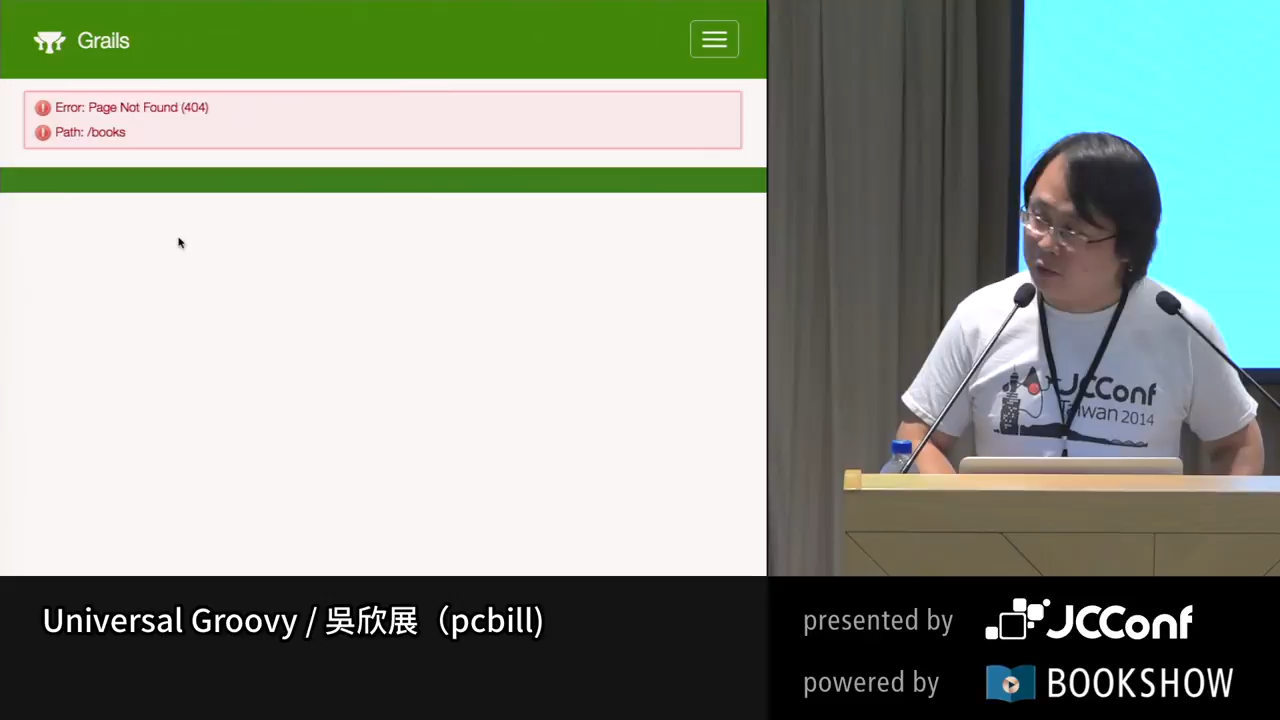 Grails
Error: Page Not Found (404)
Path: /books
JCConf
Taiwan 2014
Universal Groovy / 吳欣展（pcbill)
presented by JCConf
powered by BOOKSHOW